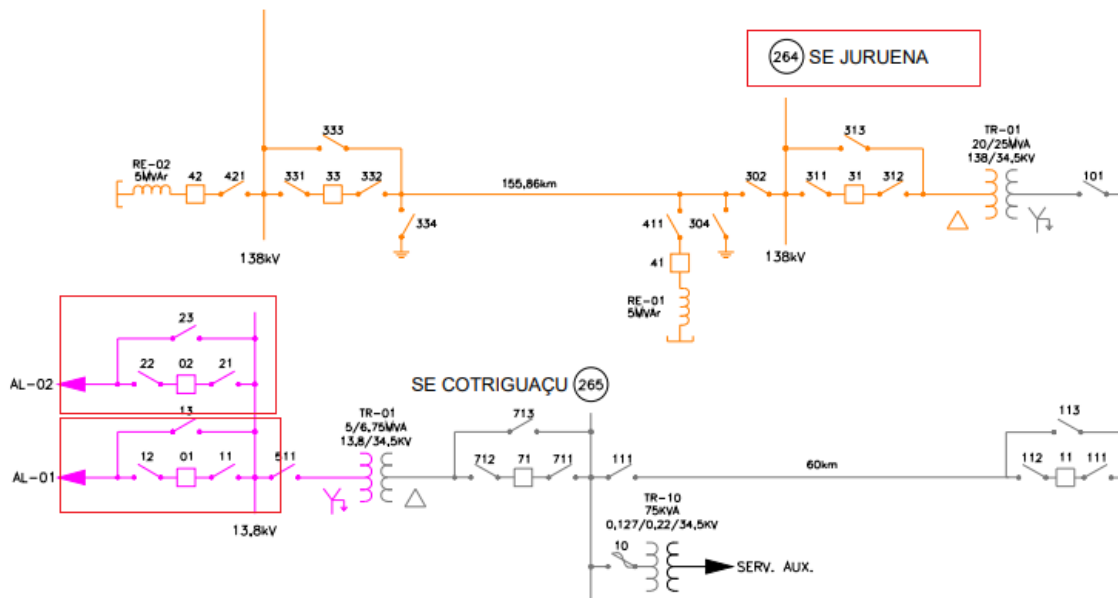 264 SE JURUENA
333
313
TR-01
20/25MVA
138/34.5KV
RE-02
5MVAr
42
421
331
33
332
155,86km
302
311
31
312
101
334
411
304
138kV
41
138kV
RE-01
5MVAr
23
22
02
21
AL-02
SE COTRIGUAÇU 265
13
TR-01
5/6.75MVA
13.8/34.5KV
713
113
12
01
11
511
712
71
711
111
60km
112
11
111
AL-01
TR-10
75KVA
0,127/0,22/34,5KV
13.8kV
10
SERV. AUX.